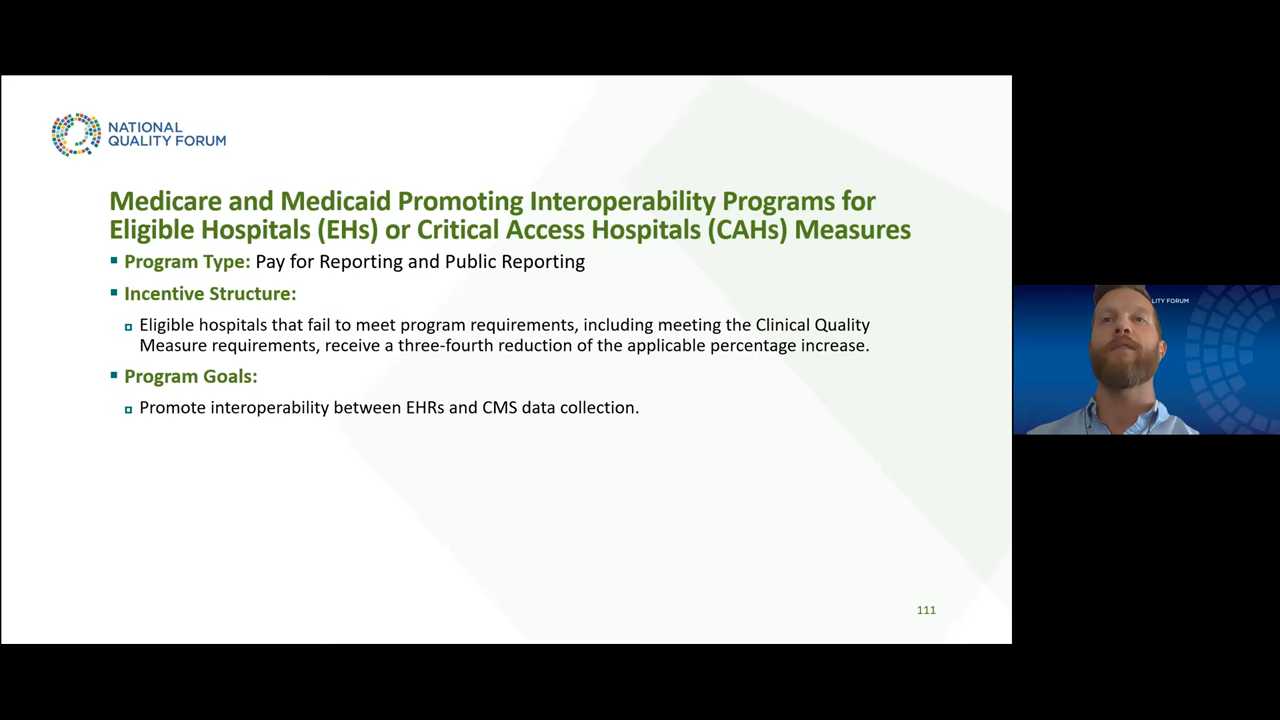 NATIONAL
QUALITY FORUM
Medicare and Medicaid Promoting Interoperability Programs for
Eligible Hospitals (EHs) or Critical Access Hospitals (CAHs) Measures
Program Type: Pay for Reporting and Public Reporting
Incentive Structure:
Eligible hospitals that fail to meet program requirements, including meeting the Clinical Quality
Measure requirements, receive a three-fourth reduction of the applicable percentage increase.
Program Goals:
Promote interoperability between EHRs and CMS data collection.
111
LITY FORUM